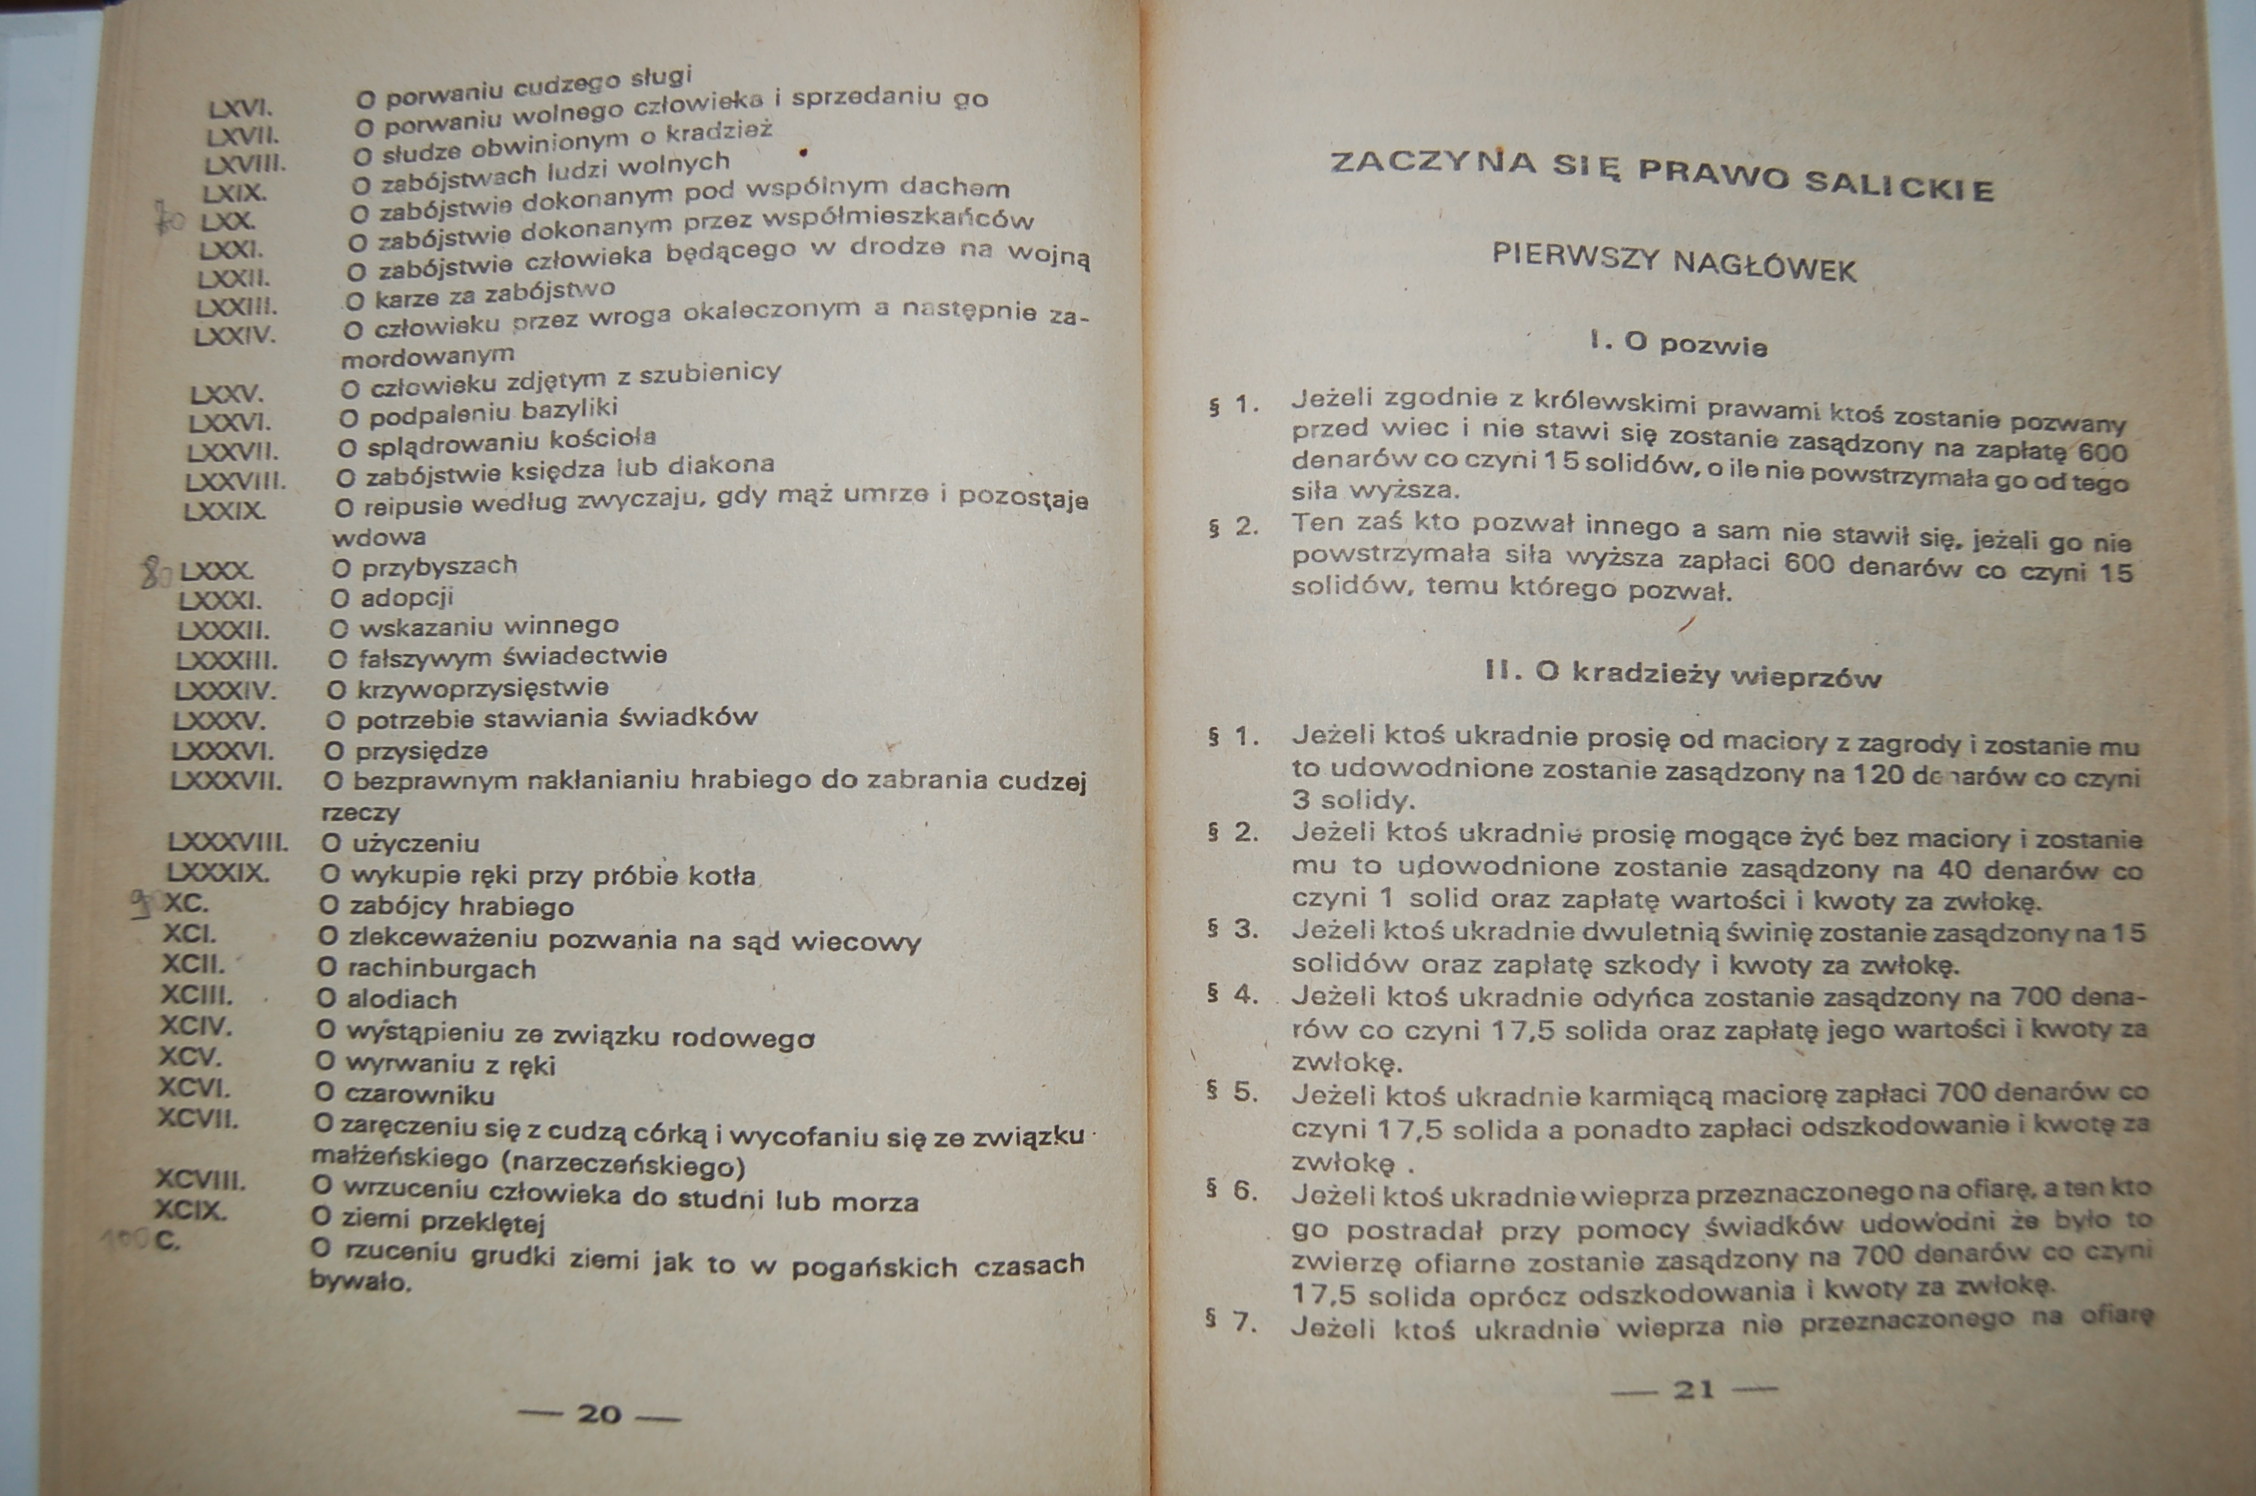 LXVI. O porwaniu cudzego sługi
LXVII. O porwaniu wolnego człowieka i sprzedaniu go
LXVIII. O słudze obwinionym o kradzież
LXIX. O zabójstwach ludzi wolnych
70 LXX. O zabójstwie dokonanym pod wspólnym dachem
LXXI. O zabójstwie dokonanym przez współmieszkańców
LXXII. O zabójstwie człowieka będącego w drodze na wojną
LXXIII. O karze za zabójstwo
LXXIV. O człowieku przez wroga okaleczonym a następnie za-
mordowanym
LXXV. O człowieku zdjętym z szubienicy
LXXVI. O podpaleniu bazyliki
LXXVII. O splądrowaniu kościoła
LXXVIII. O zabójstwie księdza lub diakona
LXXIX. O reipusie według zwyczaju, gdy mąż umrze i pozostaje
wdowa
80 LXXX. O przybyszach
LXXXI. O adopcji
LXXXII. O wskazaniu winnego
LXXXIII. O fałszywym świadectwie
LXXXIV. O krzywoprzysięstwie
LXXXV. O potrzebie stawiania świadków
LXXXVI. O przysiędze
LXXXVII. O bezprawnym nakłanianiu hrabiego do zabrania cudzej
rzeczy
LXXXVIII. O użyczeniu
LXXXIX. O wykupie ręki przy próbie kotła
90 XC. O zabójcy hrabiego
XCI. O zlekceważeniu pozwania na sąd wiecowy
XCII. O rachinburgach
XCIII. O alodiach
XCIV. O wystąpieniu ze związku rodowego
XCV. O wyrwaniu z ręki
XCVI. O czarowniku
XCVII. O zaręczeniu się z cudzą córką i wycofaniu się ze związku
małżeńskiego (narzeczeńskiego)
XCVIII. O wrzuceniu człowieka do studni lub morza
XCIX. O ziemi przeklętej
100 C. O rzuceniu grudki ziemi jak to w pogańskich czasach
bywało.
— 20 —
ZACZYNA SIĘ PRAWO SALICKIE
PIERWSZY NAGŁÓWEK
I. O pozwie
§ 1. Jeżeli zgodnie z królewskimi prawami ktoś zostanie pozwany
przed wiec i nie stawi się zostanie zasądzony na zapłatę 600
denarów co czyni 15 solidów, o ile nie powstrzymała go od tego
siła wyższa.
§ 2. Ten zaś kto pozwał innego a sam nie stawił się, jeżeli go nie
powstrzymała siła wyższa zapłaci 600 denarów co czyni 15
solidów, temu którego pozwał.
II. O kradzieży wieprzów
§ 1. Jeżeli ktoś ukradnie prosię od maciory z zagrody i zostanie mu
to udowodnione zostanie zasądzony na 120 denarów co czyni
3 solidy.
§ 2. Jeżeli ktoś ukradnie prosię mogące żyć bez maciory i zostanie
mu to udowodnione zostanie zasądzony na 40 denarów co
czyni 1 solid oraz zapłatę wartości i kwoty za zwłokę.
§ 3. Jeżeli ktoś ukradnie dwuletnią świnię zostanie zasądzony na 15
solidów oraz zapłatę szkody i kwoty za zwłokę.
§ 4. Jeżeli ktoś ukradnie odyńca zostanie zasądzony na 700 dena-
rów co czyni 17,5 solida oraz zapłatę jego wartości i kwoty za
zwłokę.
§ 5. Jeżeli ktoś ukradnie karmiącą maciorę zapłaci 700 denarów co
czyni 17,5 solida a ponadto zapłaci odszkodowanie i kwotę za
zwłokę .
§ 6. Jeżeli ktoś ukradnie wieprza przeznaczonego na ofiarę, a ten kto
go postradał przy pomocy świadków udowodni że było to
zwierzę ofiarne zostanie zasądzony na 700 denarów co czyni
17,5 solida oprócz odszkodowania i kwoty za zwłokę.
§ 7. Jeżeli ktoś ukradnie wieprza nie przeznaczonego na ofiarę
— 21 —